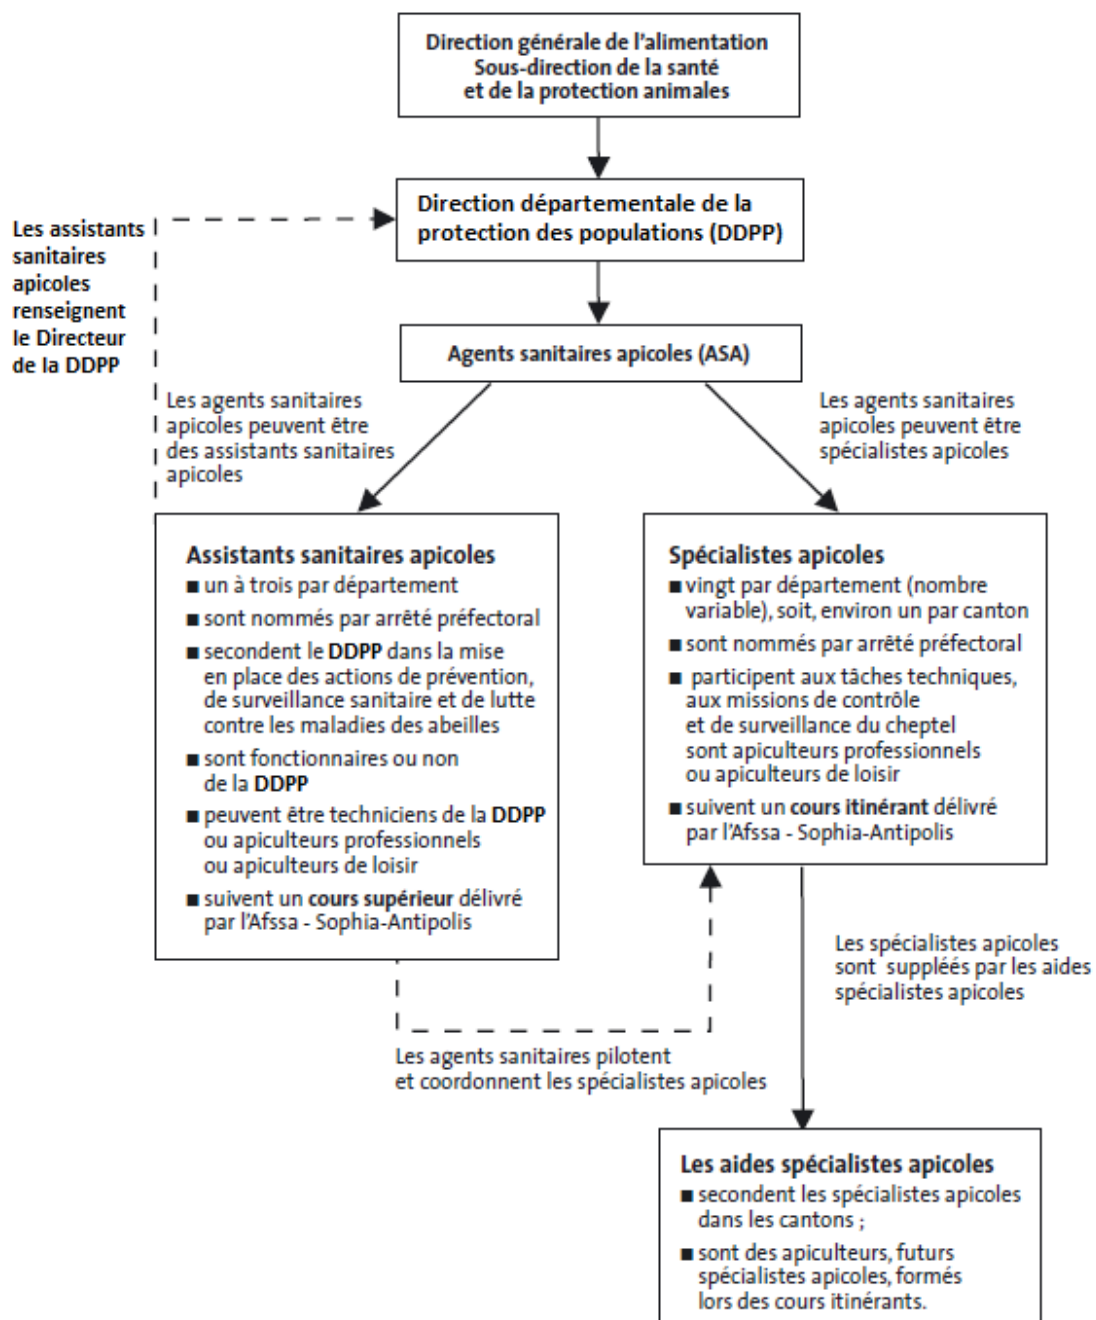 Direction générale de l'alimentation
Sous-direction de la santé
et de la protection animales
Direction départementale de la
protection des populations (DDPP)
Les assistants
sanitaires
apicoles
renseignent
le Directeur
de la DDPP
Agents sanitaires apicoles (ASA)
Les agents sanitaires
apicoles peuvent être
des assistants sanitaires
apicoles
Les agents sanitaires
apicoles peuvent être
spécialistes apicoles
Assistants sanitaires apicoles
■ un à trois par département
■ sont nommés par arrêté préfectoral
■ secondent le DDPP dans la mise
en place des actions de prévention,
de surveillance sanitaire et de lutte
contre les maladies des abeilles
■ sont fonctionnaires ou non
de la DDPP
■ peuvent être techniciens de la DDPP
ou apiculteurs professionnels
ou apiculteurs de loisir
■ suivent un cours supérieur délivré
par l'Afssa - Sophia-Antipolis
Spécialistes apicoles
■ vingt par département (nombre
variable), soit, environ un par canton
■ sont nommés par arrêté préfectoral
■ participent aux tâches techniques,
aux missions de contrôle
et de surveillance du cheptel
sont apiculteurs professionnels
ou apiculteurs de loisir
■ suivent un cours itinérant délivré
par l'Afssa - Sophia-Antipolis
Les spécialistes apicoles
sont suppléés par les aides
spécialistes apicoles
Les agents sanitaires pilotent
et coordonnent les spécialistes apicoles
Les aides spécialistes apicoles
■ secondent les spécialistes apicoles
dans les cantons ;
■ sont des apiculteurs, futurs
spécialistes apicoles, formés
lors des cours itinérants.